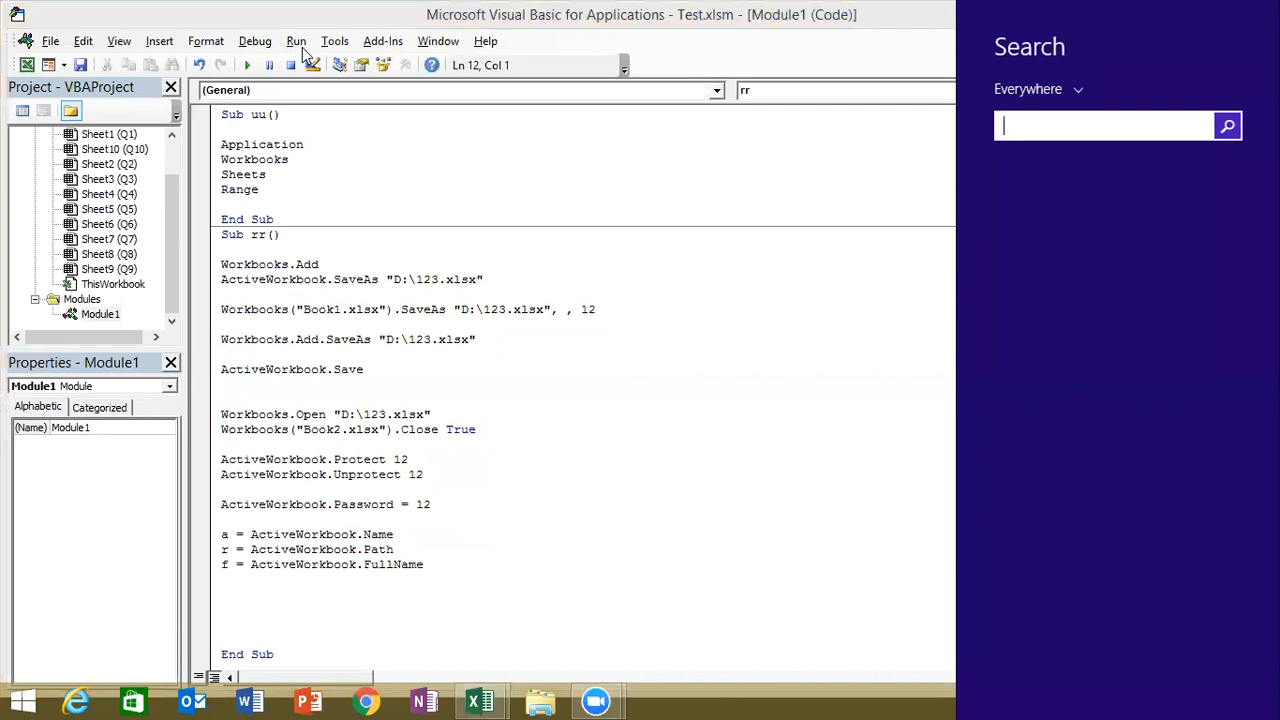 Microsoft Visual Basic for Applications - Test.xlsm - [Module1 (Code)]
File Edit View Insert Format Debug Run Tools Add-Ins Window Help
Ln 12, Col 1
Project - VBAProject
(General)
rr
Sheet1 (Q1)
Sheet10 (Q10)
Sheet2 (Q2)
Sheet3 (Q3)
Sheet4 (Q4)
Sheet5 (Q5)
Sheet6 (Q6)
Sheet7 (Q7)
Sheet8 (Q8)
Sheet9 (Q9)
ThisWorkbook
Modules
Module1
Properties - Module1
Module1 Module
Alphabetic Categorized
(Name) Module1
Sub uu()
Application
Workbooks
Sheets
Range
End Sub
Sub rr()
Workbooks.Add
ActiveWorkbook.SaveAs "D:\123.xlsx"
Workbooks("Book1.xlsx").SaveAs "D:\123.xlsx", , 12
Workbooks.Add.SaveAs "D:\123.xlsx"
ActiveWorkbook.Save
Workbooks.Open "D:\123.xlsx"
Workbooks("Book2.xlsx").Close True
ActiveWorkbook.Protect 12
ActiveWorkbook.Unprotect 12
ActiveWorkbook.Password = 12
a = ActiveWorkbook.Name
r = ActiveWorkbook.Path
f = ActiveWorkbook.FullName
End Sub
Search
Everywhere